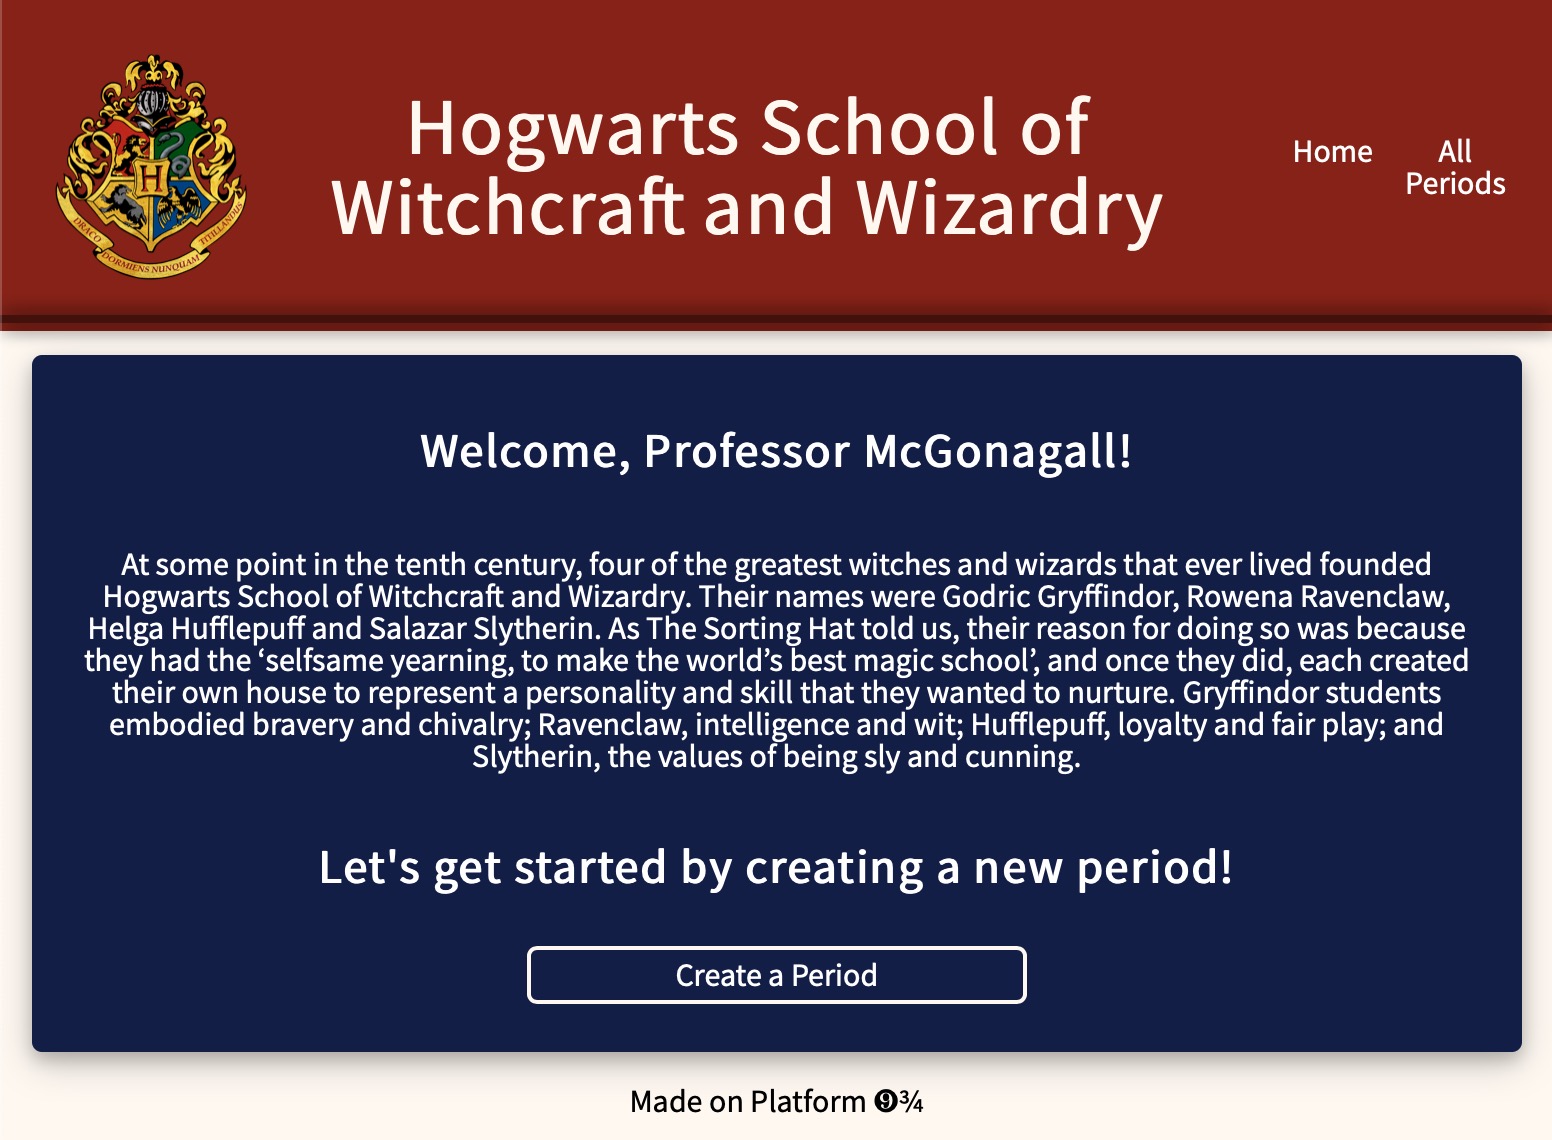 Hogwarts School of
Witchcraft and Wizardry
Home
All
Periods
H
DRACO
DORMIENS NUNQUAM
TITILLANDUS
Welcome, Professor McGonagall!
At some point in the tenth century, four of the greatest witches and wizards that ever lived founded
Hogwarts School of Witchcraft and Wizardry. Their names were Godric Gryffindor, Rowena Ravenclaw,
Helga Hufflepuff and Salazar Slytherin. As The Sorting Hat told us, their reason for doing so was because
they had the ‘selfsame yearning, to make the world’s best magic school’, and once they did, each created
their own house to represent a personality and skill that they wanted to nurture. Gryffindor students
embodied bravery and chivalry; Ravenclaw, intelligence and wit; Hufflepuff, loyalty and fair play; and
Slytherin, the values of being sly and cunning.
Let's get started by creating a new period!
Create a Period
Made on Platform ❾¾